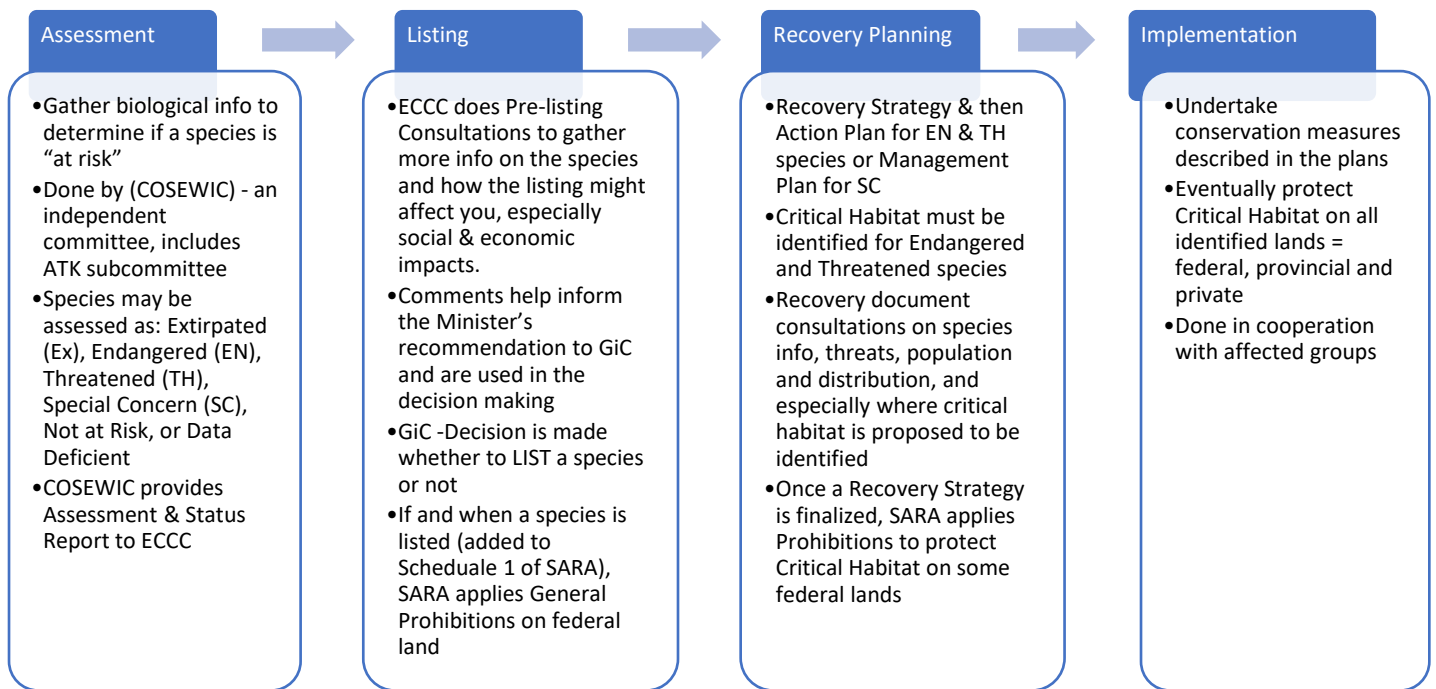 Assessment
•Gather biological info to
determine if a species is
“at risk”
•Done by (COSEWIC) - an
independent
committee, includes
ATK subcommittee
•Species may be
assessed as: Extirpated
(Ex), Endangered (EN),
Threatened (TH),
Special Concern (SC),
Not at Risk, or Data
Deficient
•COSEWIC provides
Assessment & Status
Report to ECCC
Listing
•ECCC does Pre-listing
Consultations to gather
more info on the species
and how the listing might
affect you, especially
social & economic
impacts.
•Comments help inform
the Minister’s
recommendation to GiC
and are used in the
decision making
•GiC -Decision is made
whether to LIST a species
or not
•If and when a species is
listed (added to
Scheduale 1 of SARA),
SARA applies General
Prohibitions on federal
land
Recovery Planning
•Recovery Strategy & then
Action Plan for EN & TH
species or Management
Plan for SC
•Critical Habitat must be
identified for Endangered
and Threatened species
•Recovery document
consultations on species
info, threats, population
and distribution, and
especially where critical
habitat is proposed to be
identified
•Once a Recovery Strategy
is finalized, SARA applies
Prohibitions to protect
Critical Habitat on some
federal lands
Implementation
•Undertake
conservation measures
described in the plans
•Eventually protect
Critical Habitat on all
identified lands =
federal, provincial and
private
•Done in cooperation
with affected groups